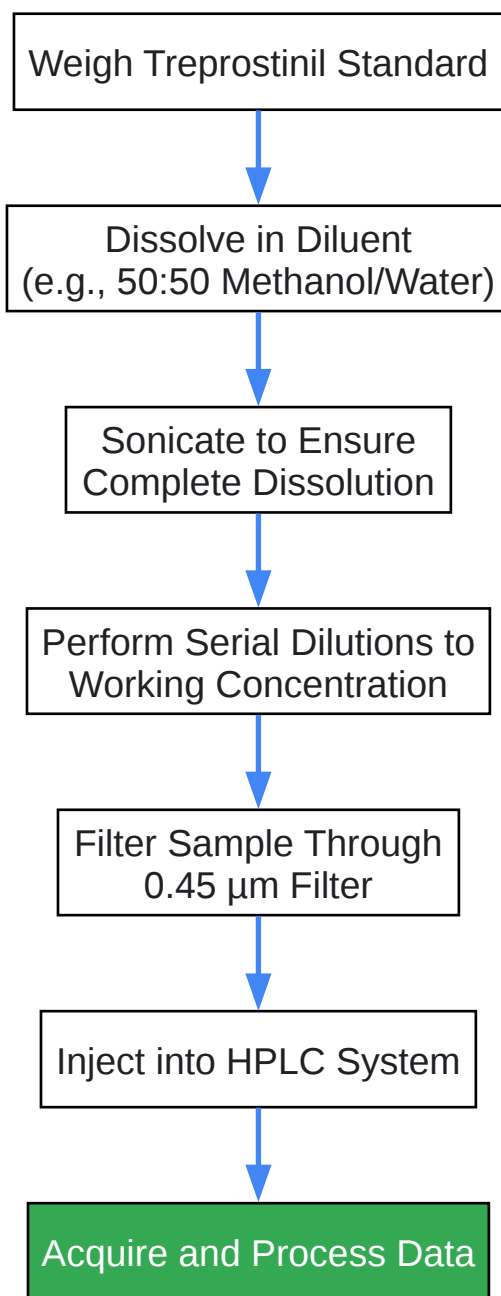 Weigh Treprostinil Standard
Dissolve in Diluent
(e.g., 50:50 Methanol/Water)
Sonicate to Ensure
Complete Dissolution
Perform Serial Dilutions to
Working Concentration
Filter Sample Through
0.45 µm Filter
Inject into HPLC System
Acquire and Process Data